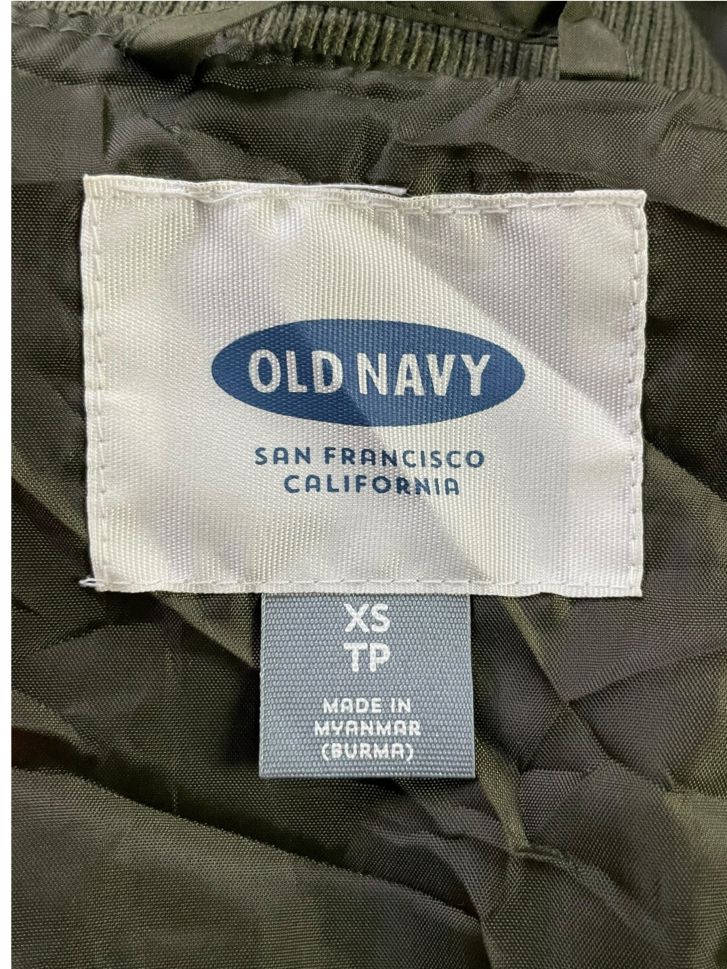 OLD NAVY
SAN FRANCISCO
CALIFORNIA
XS
TP
MADE IN
MYANMAR
(BURMA)